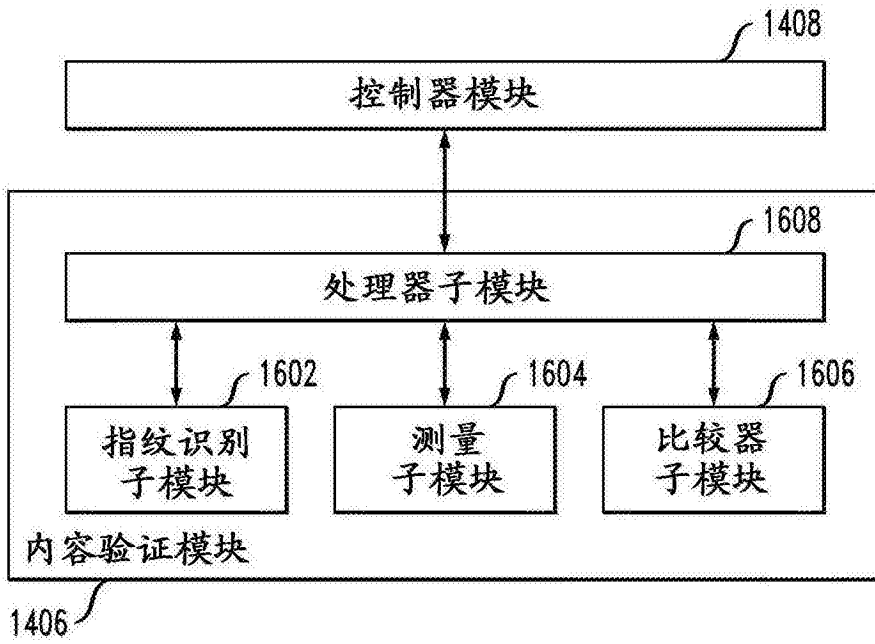 1408
控制器模块
1608
处理器子模块
1602
1604
1606
指纹识别
子模块
测量
子模块
比较器
子模块
内容验证模块
1406